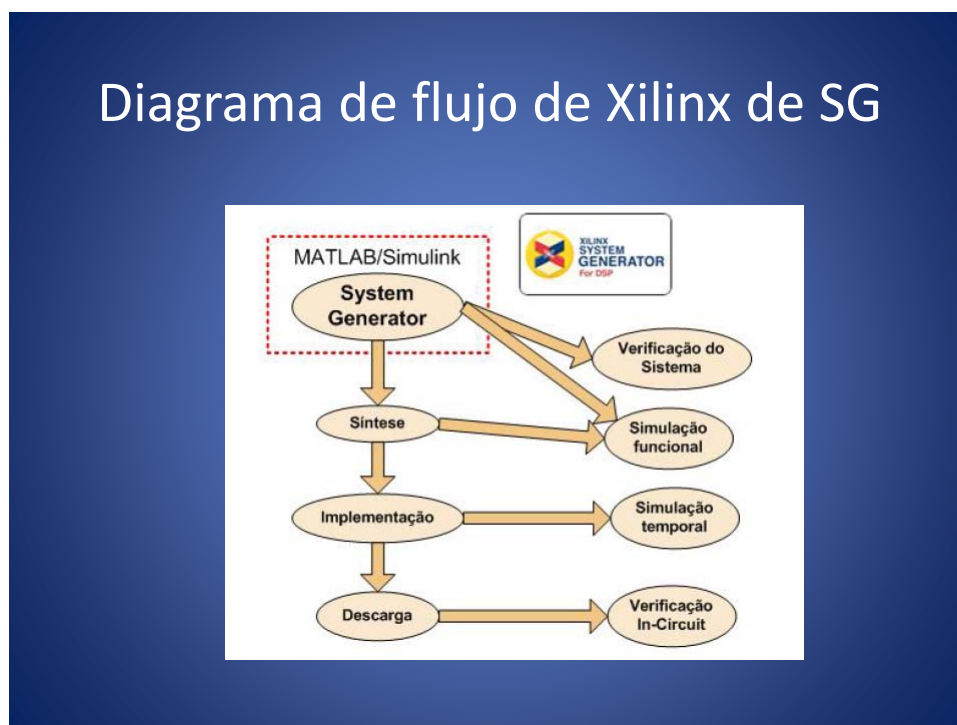 Diagrama de flujo de Xilinx de SG
MATLAB/Simulink
XILINX
SYSTEM
GENERATOR
For DSP
System
Generator
Verificação do
Sistema
Síntese
Simulação
funcional
Implementação
Simulação
temporal
Descarga
Verificação
In-Circuit